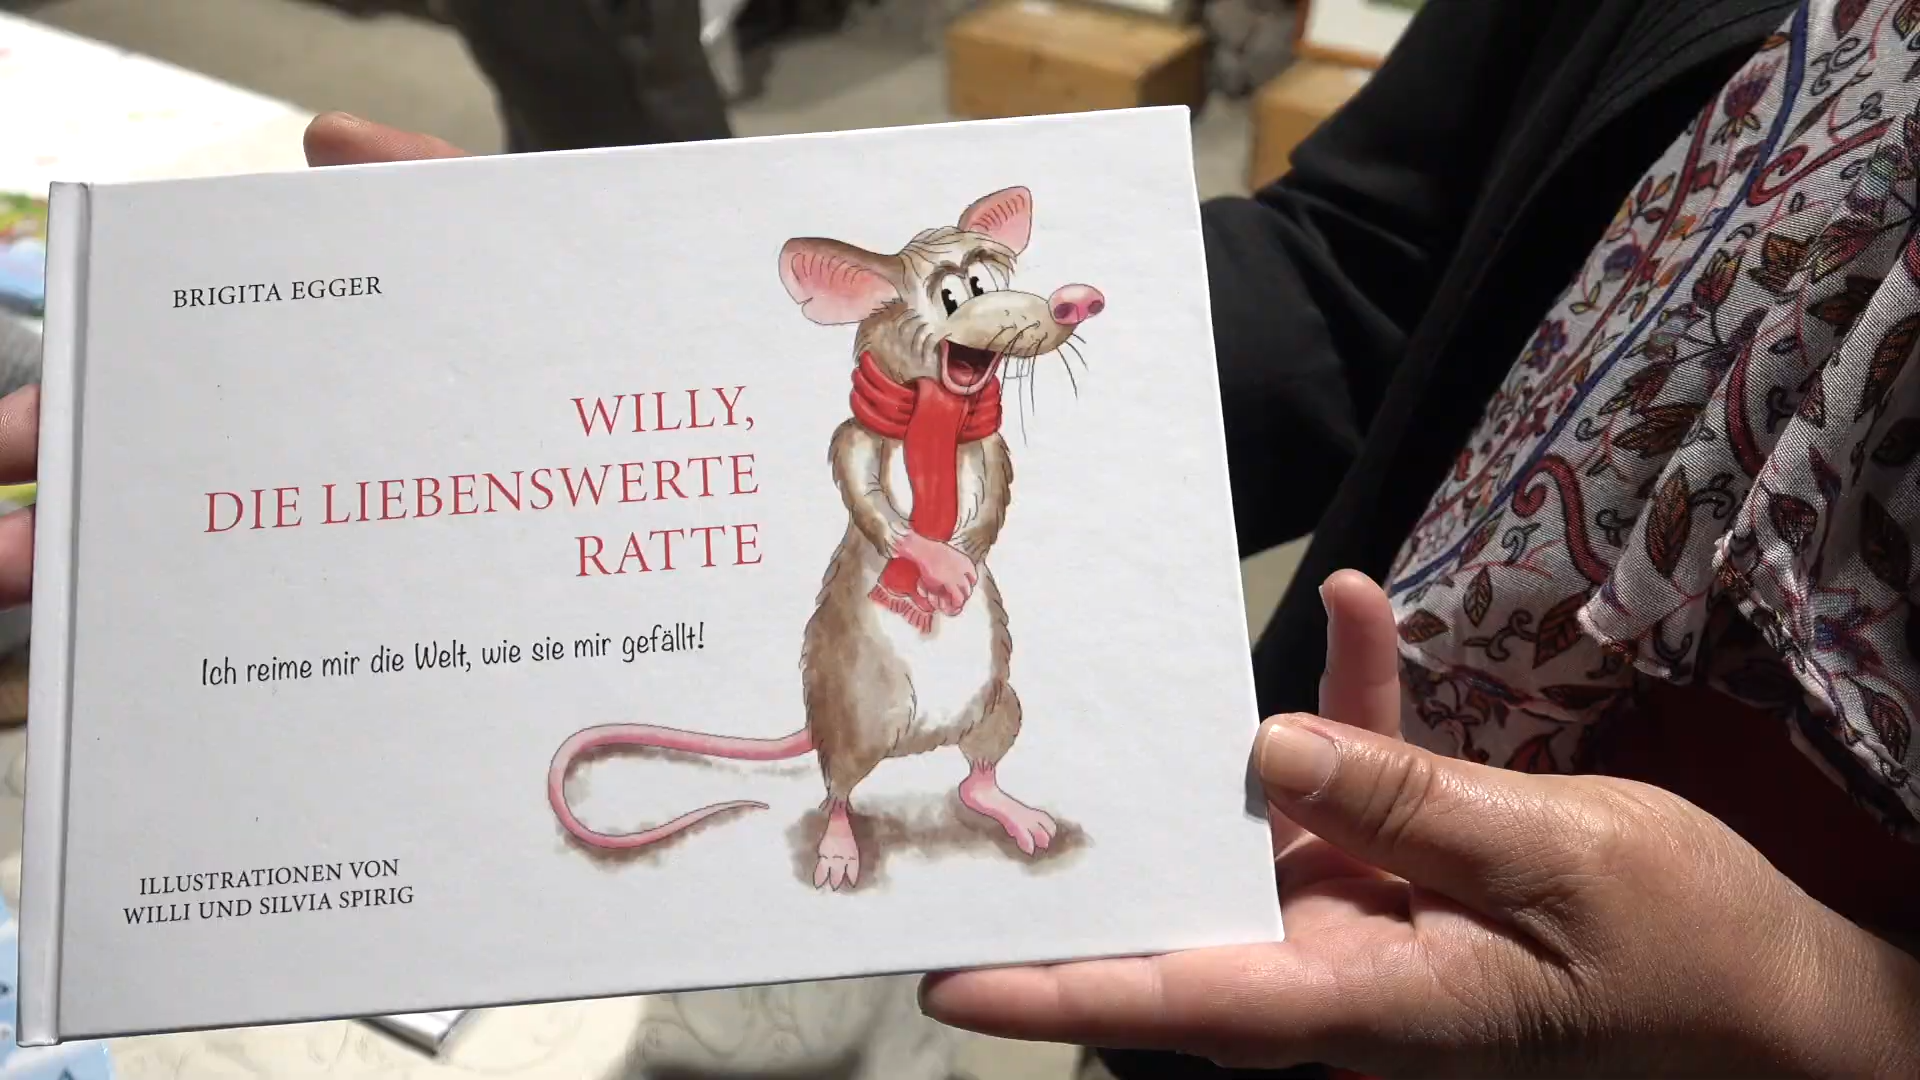 BRIGITA EGGER
WILLY,
DIE LIEBENSWERTE
RATTE
Ich reime mir die Welt, wie sie mir gefällt!
ILLUSTRATIONEN VON
WILLI UND SILVIA SPIRIG